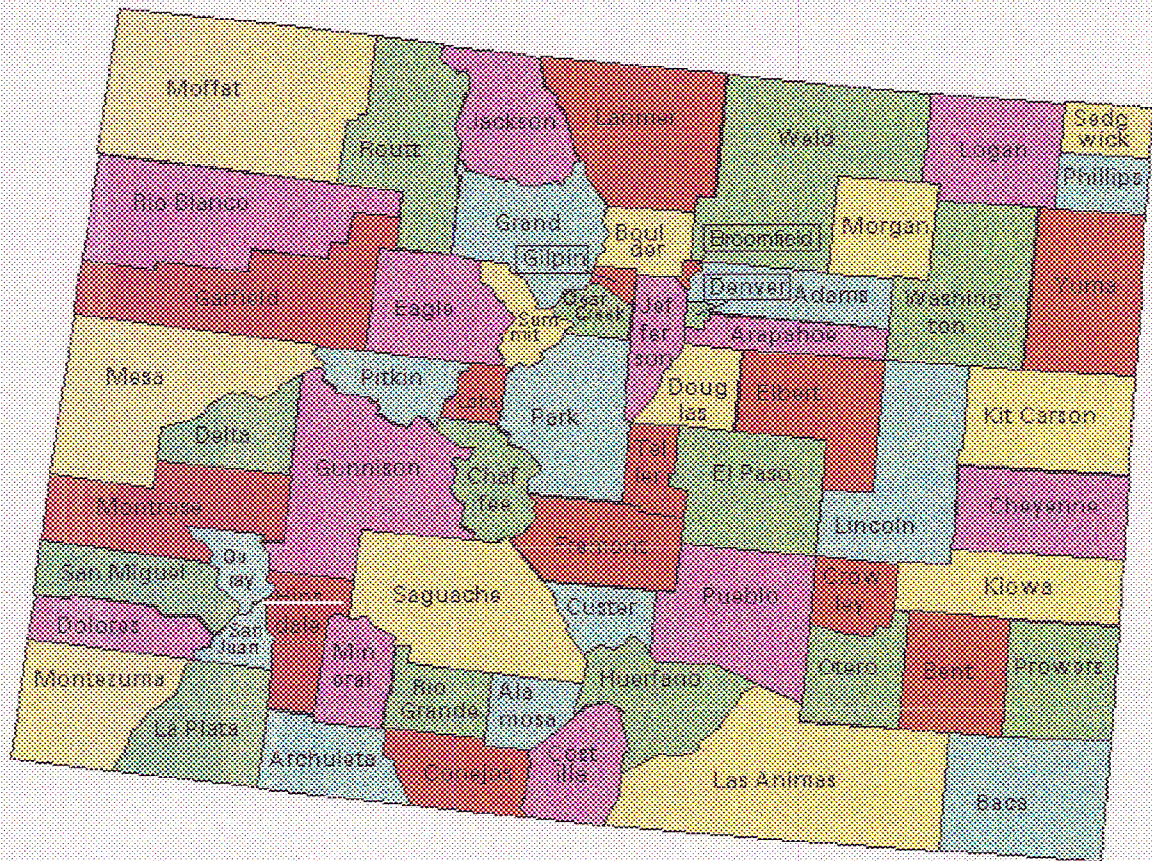 Moffat
Routt
Jackson
Larimer
Weld
Logan
Sedg
wick
Phillips
Rio Blanco
Grand
Boul
der
Broomfield
Morgan
Gilpin
Washing
ton
Yuma
Garfield
Eagle
Sum
mit
Clear
Creek
Jef
fer
son
Denver
Adams
Arapahoe
Mesa
Pitkin
Lake
Park
Doug
las
Elbert
Kit Carson
Delta
Gunnison
Chaf
fee
Tel
ler
El Paso
Lincoln
Cheyenne
Montrose
Ou
ray
San Miguel
Saguache
Fremont
Custer
Pueblo
Crow
ley
Kiowa
Dolores
San
Juan
dale
Min
eral
Rio
Grande
Ala
mosa
Huerfano
Otero
Bent
Prowers
Montezuma
La Plata
Archuleta
Conejos
Cost
illa
Las Animas
Baca